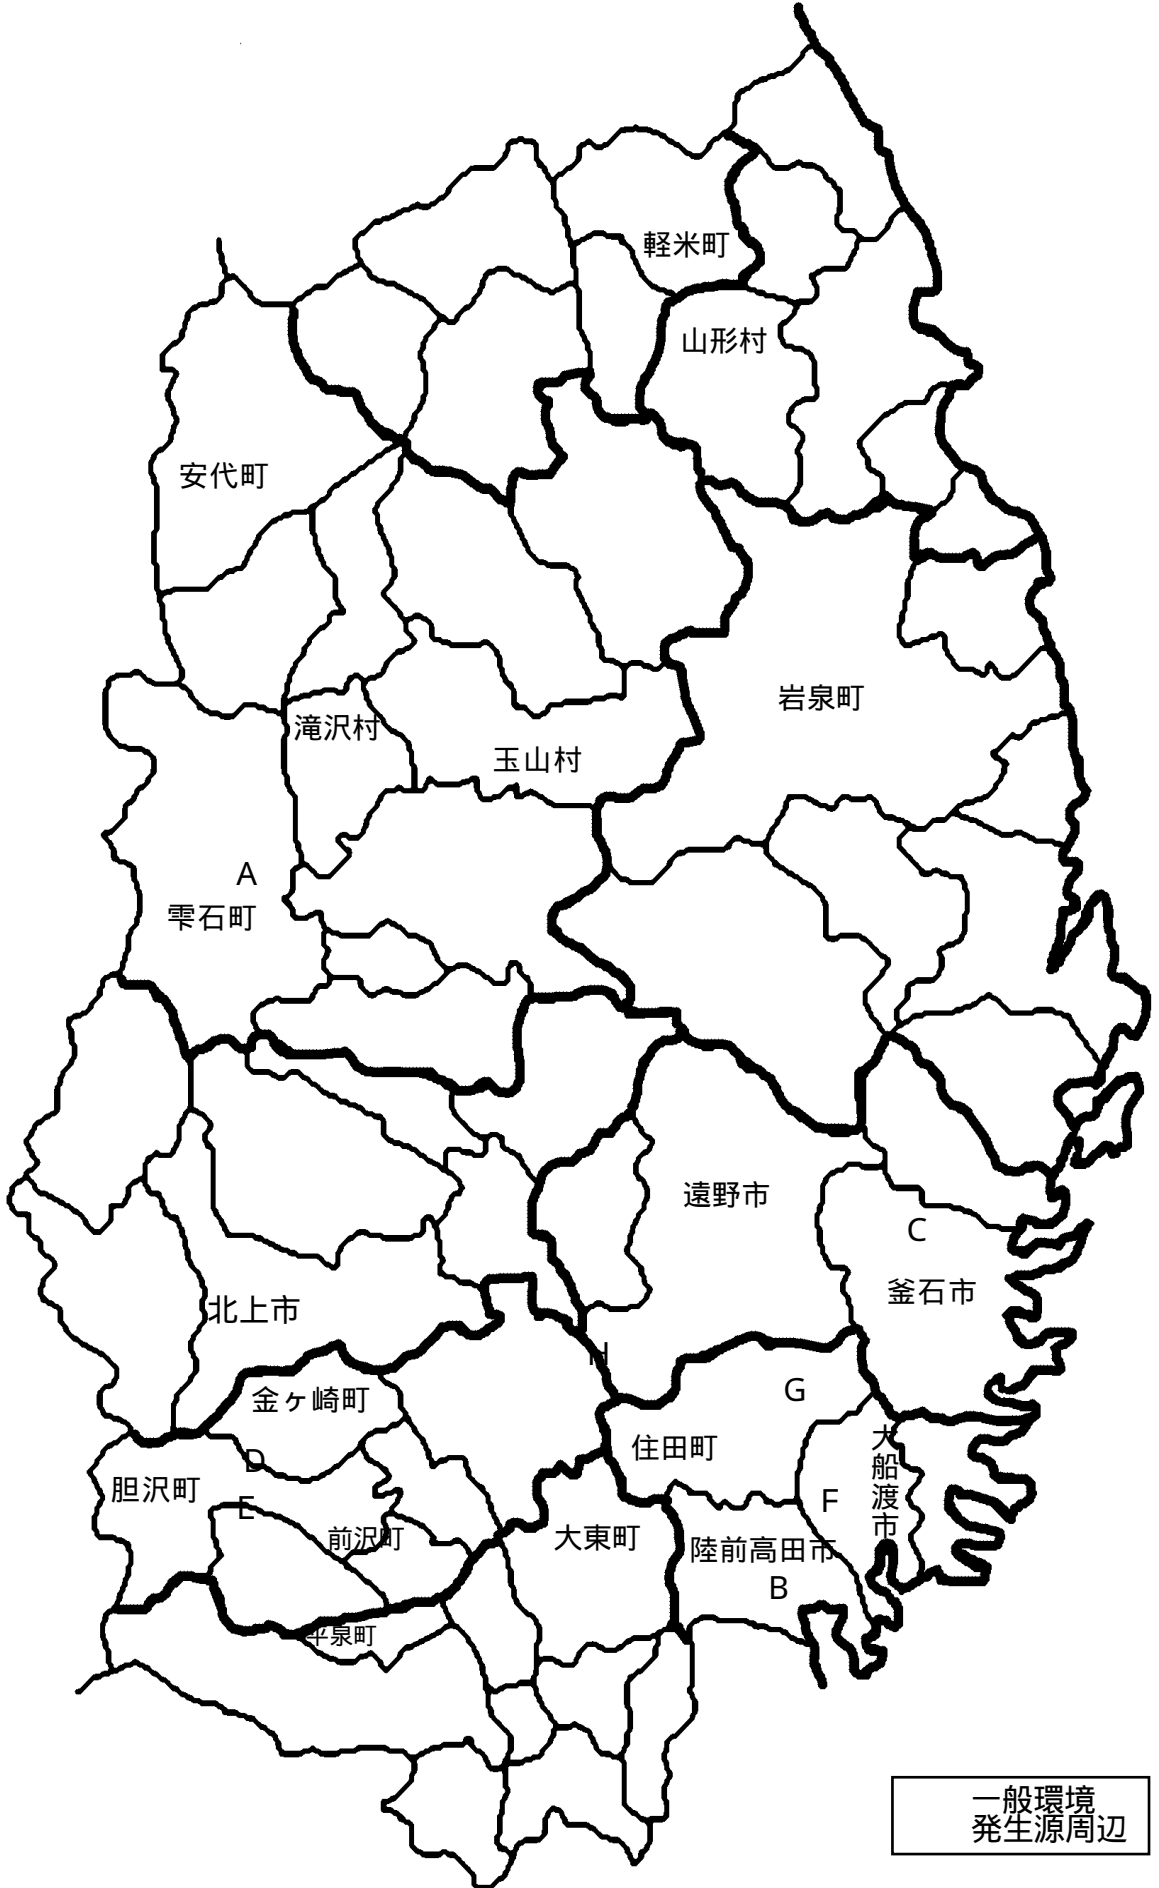 軽米町
山形村
安代町
岩泉町
滝沢村
玉山村
A
雫石町
遠野市
C
釜石市
北上市
H
金ヶ崎町
G
住田町
大船渡市
D
胆沢町
E
F
前沢町
大東町
陸前高田市
B
平泉町
一般環境
発生源周辺